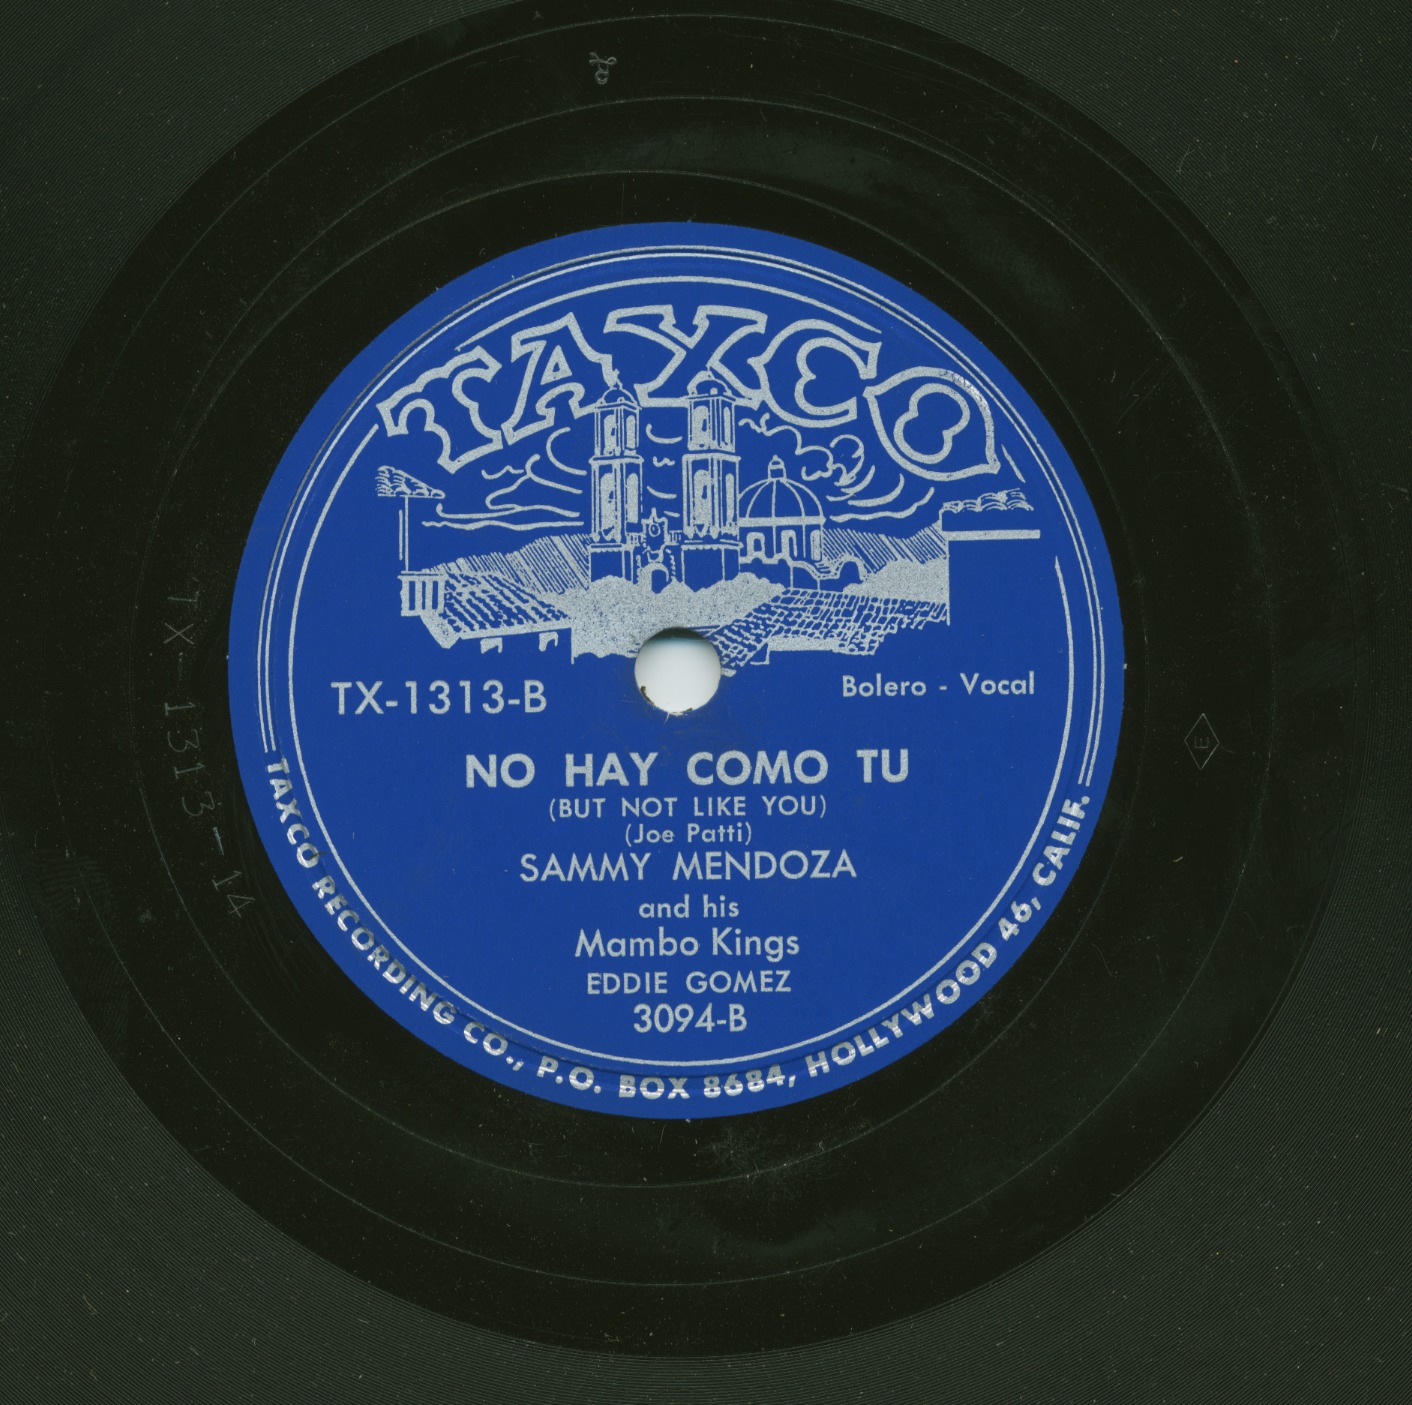 TAXCO
TX-1313-B
Bolero - Vocal
NO HAY COMO TU
(BUT NOT LIKE YOU)
(Joe Patti)
SAMMY MENDOZA
and his
Mambo Kings
EDDIE GOMEZ
3094-B
TAXCO RECORDING CO., P.O. BOX 8684, HOLLYWOOD 46, CALIF.
TX-1313-14
E